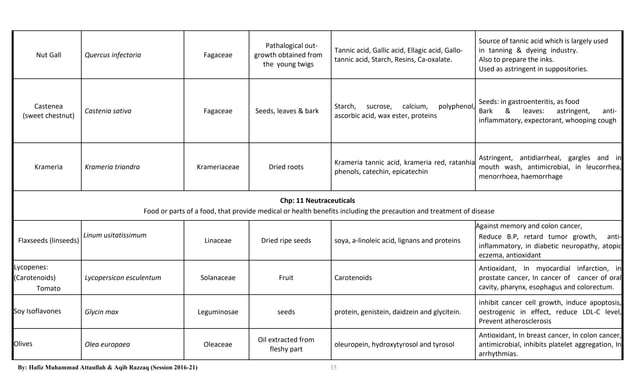 Nut Gall
Quercus infectoria
Fagaceae
Pathalogical out-
growth obtained from
the young twigs
Tannic acid, Gallic acid, Ellagic acid, Gallo-
tannic acid, Starch, Resins, Ca-oxalate.
Source of tannic acid which is largely used
in tanning & dyeing industry.
Also to prepare the inks.
Used as astringent in suppositories.
Castenea
(sweet chestnut)
Castenia sativa
Fagaceae
Seeds, leaves & bark
Starch, sucrose, calcium, polyphenol,
ascorbic acid, wax ester, proteins
Seeds: in gastroenteritis, as food
Bark & leaves: astringent, anti-
inflammatory, expectorant, whooping cough
Krameria
Krameria triandra
Krameriaceae
Dried roots
Krameria tannic acid, krameria red, ratanhia
phenols, catechin, epicatechin
Astringent, antidiarrheal, gargles and in
mouth wash, antimicrobial, in leucorrhea,
menorrhoea, haemorrhage
Chp: 11 Neutraceuticals
Food or parts of a food, that provide medical or health benefits including the precaution and treatment of disease
Flaxseeds (linseeds)
Linum usitatissimum
Linaceae
Dried ripe seeds
soya, a-linoleic acid, lignans and proteins
Against memory and colon cancer,
Reduce B.P, retard tumor growth, anti-
inflammatory, in diabetic neuropathy, atopic
eczema, antioxidant
Lycopenes:
(Carotenoids)
Tomato
Lycopersicon esculentum
Solanaceae
Fruit
Carotenoids
Antioxidant, In myocardial infarction, in
prostate cancer, In cancer of cancer of oral
cavity, pharynx, esophagus and colorectum.
Soy Isoflavones
Glycin max
Leguminosae
seeds
protein, genistein, daidzein and glycitein.
inhibit cancer cell growth, induce apoptosis,
oestrogenic in effect, reduce LDL-C level,
Prevent atherosclerosis
Olives
Olea europaea
Oleaceae
Oil extracted from
fleshy part
oleuropein, hydroxytyrosol and tyrosol
Antioxidant, In breast cancer, In colon cancer,
antimicrobial, inhibits platelet aggregation, In
arrhythmias.
By: Hafiz Muhammad Attaullah & Aqib Razzaq (Session 2016-21)